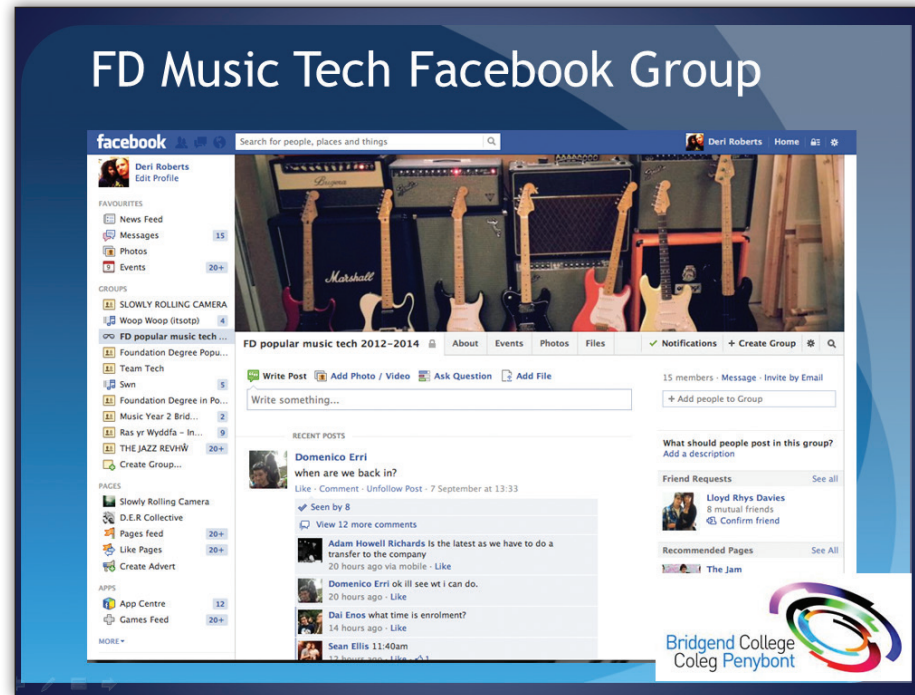 FD Music Tech Facebook Group
facebook
Search for people, places and things
Deri Roberts Home
Deri Roberts
Edit Profile
FAVOURITES
News Feed
Messages 15
Photos
9 Events 20+
GROUPS
SLOWLY ROLLING CAMERA
Woop Woop (itsotp) 4
FD popular music tech ...
Foundation Degree Popu...
Team Tech
Swn 5
Foundation Degree in Po...
Music Year 2 Brid... 2
Ras yr Wyddfa – In... 9
THE JAZZ REVHŴ 20+
Create Group...
PAGES
Slowly Rolling Camera
D.E.R Collective
Pages feed 20+
Like Pages 20+
Create Advert
APPS
App Centre 12
Games Feed 20+
MORE
Marshall
FD popular music tech 2012–2014 About Events Photos Files Notifications + Create Group
Write Post Add Photo / Video Ask Question Add File
Write something...
RECENT POSTS
Domenico Erri
when are we back in?
Like · Comment · Unfollow Post · 7 September at 13:33
Seen by 8
View 12 more comments
Adam Howell Richards Is the latest as we have to do a
transfer to the company
20 hours ago via mobile · Like
Domenico Erri ok ill see wt i can do.
20 hours ago · Like
Dai Enos what time is enrolment?
14 hours ago · Like
Sean Ellis 11:40am
12 hours ago · Like · 1
15 members · Message · Invite by Email
+ Add people to Group
What should people post in this group?
Add a description
Friend Requests See all
Lloyd Rhys Davies
8 mutual friends
Confirm friend
Recommended Pages See All
The Jam
Bridgend College
Coleg Penybont